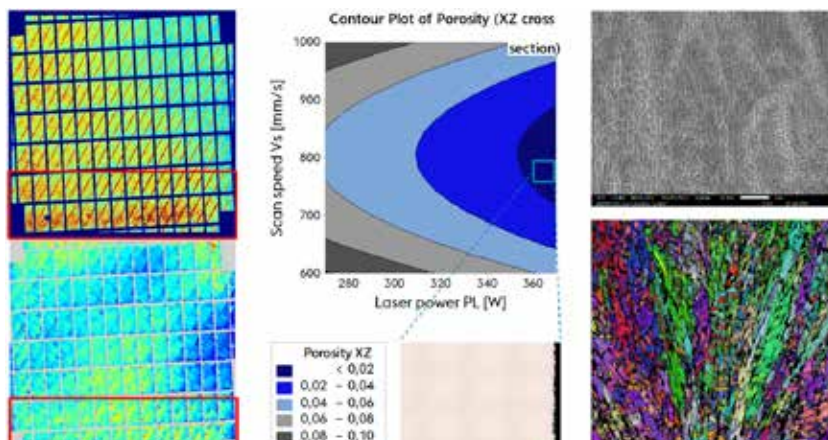 Contour Plot of Porosity (XZ cross
section)
Scan speed Vs [mm/s]
1000
900
800
700
600
280 300 320 340 360
Laser power PL [W]
Porosity XZ
< 0,02
0,02 – 0,04
0,04 – 0,06
0,06 – 0,08
0,08 – 0,10